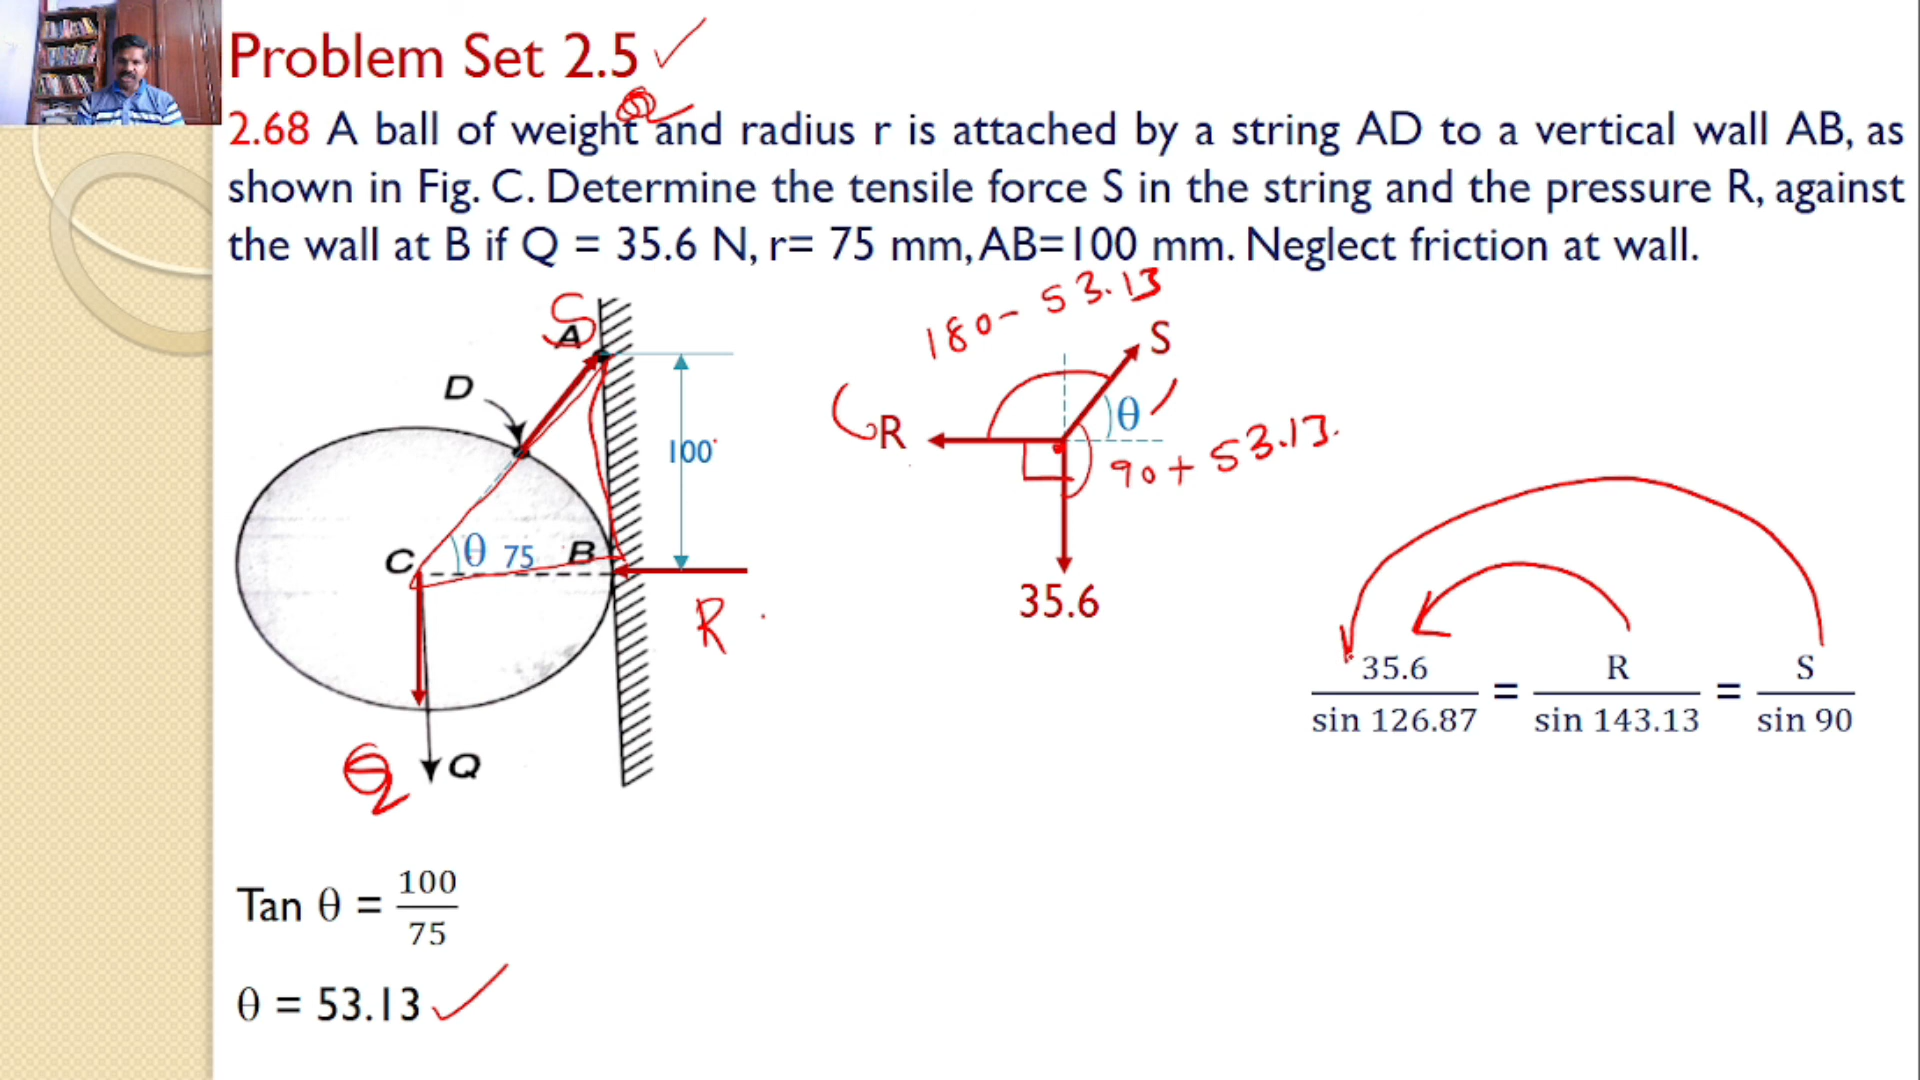 Problem Set 2.5
2.68 A ball of weight and radius r is attached by a string AD to a vertical wall AB, as
shown in Fig. C. Determine the tensile force S in the string and the pressure R, against
the wall at B if Q = 35.6 N, r= 75 mm, AB=100 mm. Neglect friction at wall.
S
A
D
100
C
θ 75 B
R
Q
Q
180- 53.13
S
R
θ
90 + 53.13.
35.6
35.6/sin 126.87 = R/sin 143.13 = S/sin 90
Tan θ = 100/75
θ = 53.13